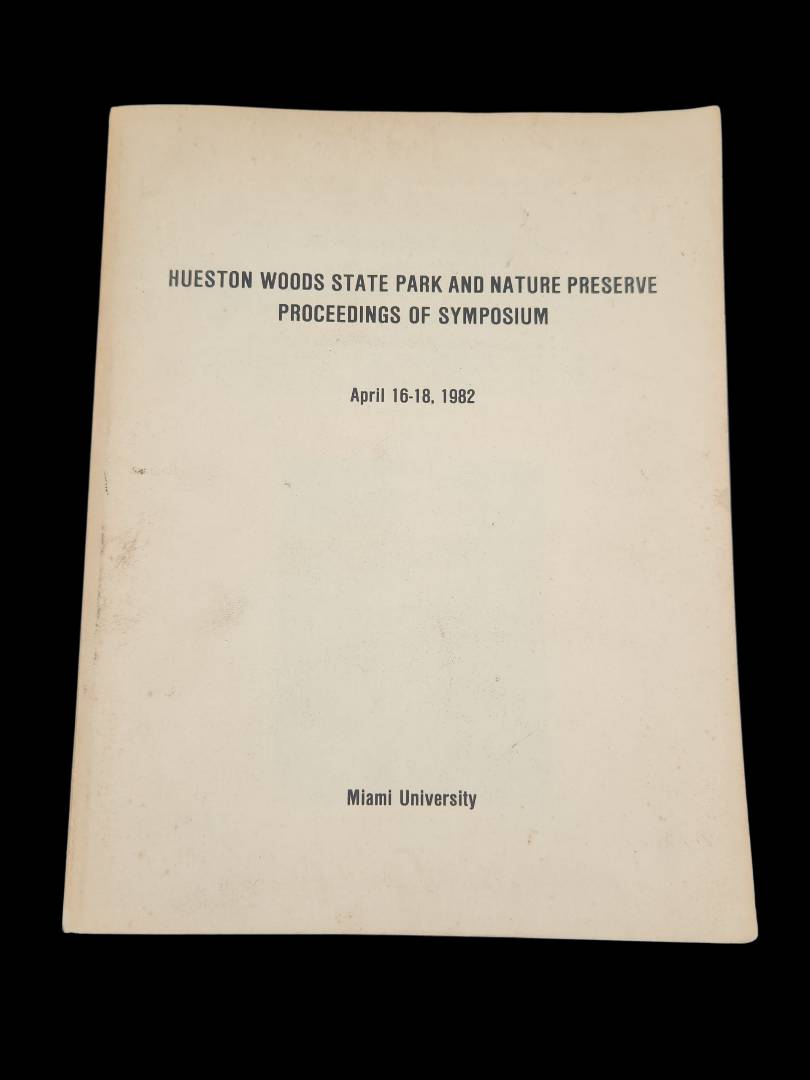 HUESTON WOODS STATE PARK AND NATURE PRESERVE
PROCEEDINGS OF SYMPOSIUM
April 16-18, 1982
Miami University